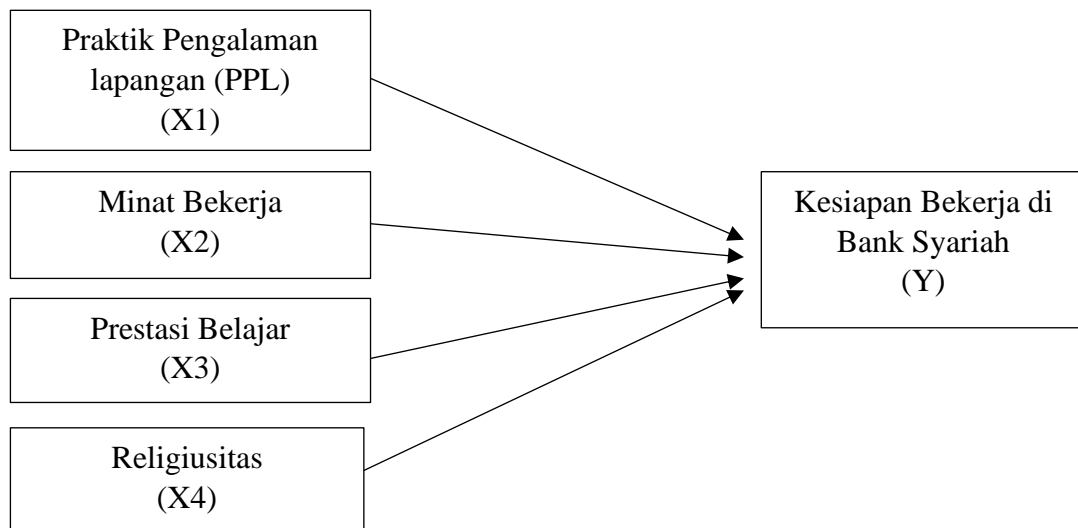 Praktik Pengalaman
lapangan (PPL)
(X1)
Minat Bekerja
(X2)
Prestasi Belajar
(X3)
Religiusitas
(X4)
Kesiapan Bekerja di
Bank Syariah
(Y)